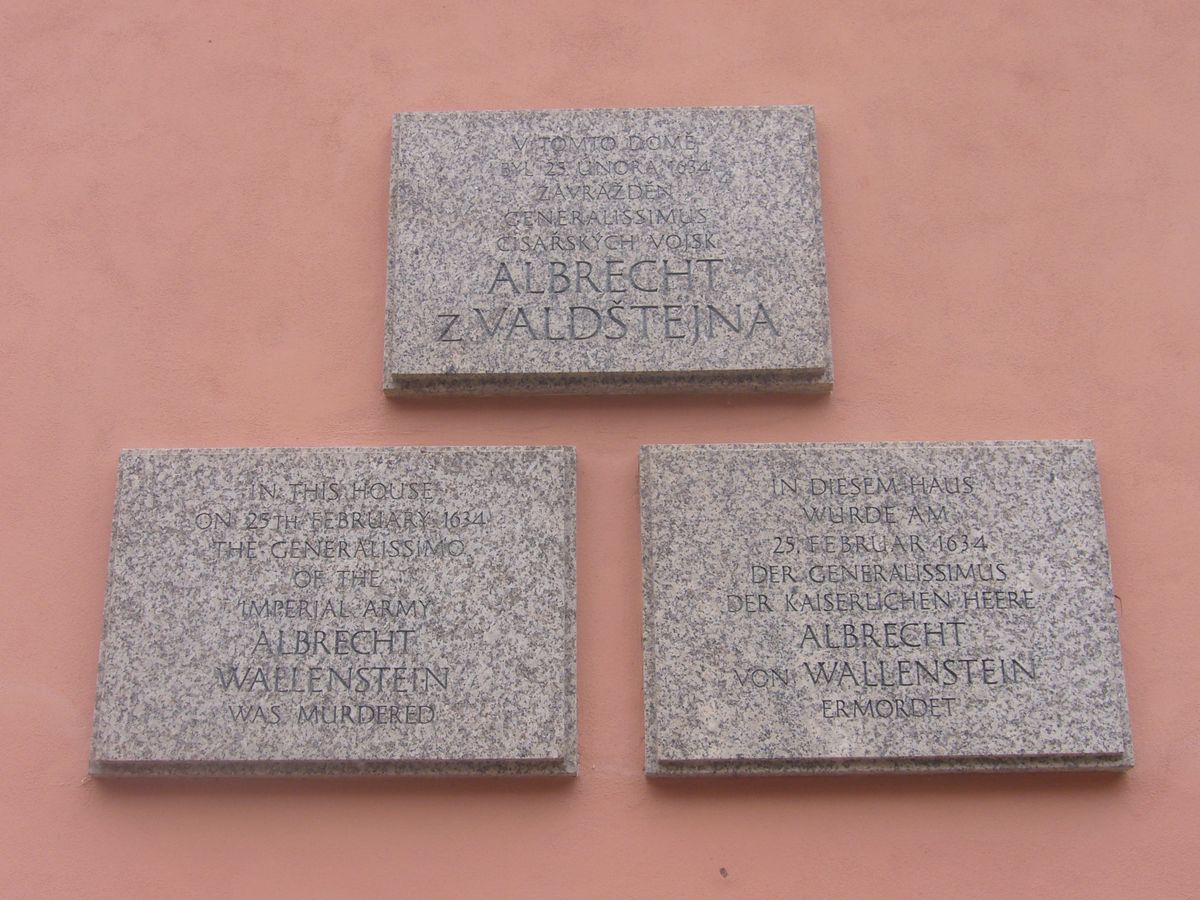 V TOMTO DOMĚ
BYL 25. ÚNORA 1634
ZAVRAŽDĚN
GENERALISSIMUS
CÍSAŘSKÝCH VOJSK
ALBRECHT
Z VALDŠTEJNA
IN THIS HOUSE
ON 25TH FEBRUARY 1634
THE GENERALISSIMO
OF THE
IMPERIAL ARMY
ALBRECHT
WALLENSTEIN
WAS MURDERED
IN DIESEM HAUS
WURDE AM
25. FEBRUAR 1634
DER GENERALISSIMUS
DER KAISERLICHEN HEERE
ALBRECHT
VON WALLENSTEIN
ERMORDET